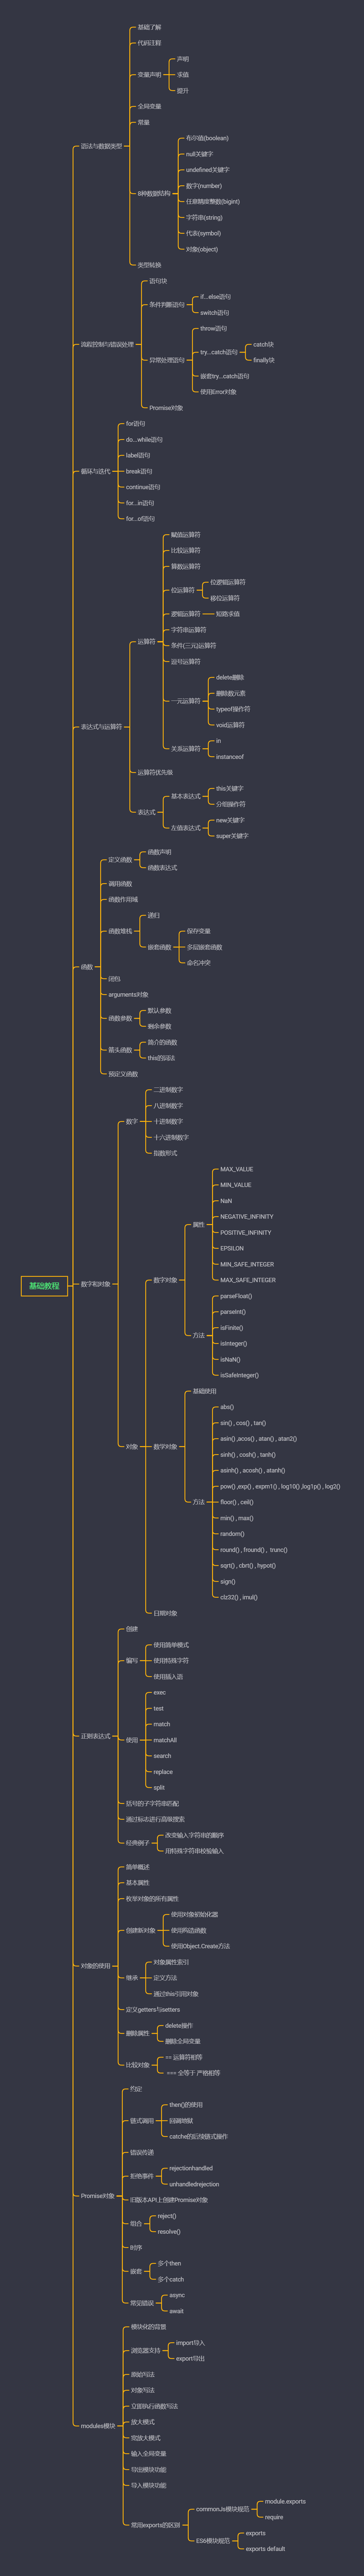 基础了解
代码注释
变量声明
声明
求值
提升
全局变量
常量
语法与数据类型
8种数据结构
布尔值(boolean)
null关键字
undefined关键字
数字(number)
任意精度整数(bigint)
字符串(string)
代表(symbol)
对象(object)
类型转换
流程控制与错误处理
语句块
条件判断语句
if...else语句
switch语句
异常处理语句
throw语句
try...catch语句
catch块
finally块
嵌套try...catch语句
使用Error对象
Promise对象
循环与迭代
for语句
do...while语句
label语句
break语句
continue语句
for...in语句
for...of语句
表达式与运算符
运算符
赋值运算符
比较运算符
算数运算符
位运算符
位逻辑运算符
移位运算符
逻辑运算符
短路求值
字符串运算符
条件(三元)运算符
逗号运算符
一元运算符
delete删除
删除数元素
typeof操作符
void运算符
关系运算符
in
instanceof
运算符优先级
表达式
基本表达式
this关键字
分组操作符
左值表达式
new关键字
super关键字
函数
定义函数
函数声明
函数表达式
调用函数
函数作用域
函数堆栈
递归
嵌套函数
保存变量
多层嵌套函数
命名冲突
闭包
arguments对象
函数参数
默认参数
剩余参数
箭头函数
简介的函数
this的词法
预定义函数
基础教程
数字和对象
数字
二进制数字
八进制数字
十进制数字
十六进制数字
指数形式
对象
数字对象
属性
MAX_VALUE
MIN_VALUE
NaN
NEGATIVE_INFINITY
POSITIVE_INFINITY
EPSILON
MIN_SAFE_INTEGER
MAX_SAFE_INTEGER
方法
parseFloat()
parseInt()
isFinite()
isInteger()
isNaN()
isSafeInteger()
数学对象
基础使用
方法
abs()
sin() , cos() , tan()
asin() ,acos() , atan() , atan2()
sinh() , cosh() , tanh()
asinh() , acosh() , atanh()
pow() ,exp() , expm1() , log10() ,log1p() , log2()
floor() , ceil()
min() , max()
random()
round() , fround() , trunc()
sqrt() , cbrt() , hypot()
sign()
clz32() , imul()
日期对象
正则表达式
创建
编写
使用简单模式
使用特殊字符
使用插入语
使用
exec
test
match
matchAll
search
replace
split
括号的子字符串匹配
通过标志进行高级搜索
经典例子
改变输入字符串的顺序
用特殊字符串校验输入
对象的使用
简单概述
基本属性
枚举对象的所有属性
创建新对象
使用对象初始化器
使用构造函数
使用Object.Create方法
继承
对象属性索引
定义方法
通过this引用对象
定义getters与setters
删除属性
delete操作
删除全局变量
比较对象
== 运算符相等
=== 全等于 严格相等
Promise对象
约定
链式调用
then()的使用
回调地狱
catche的后续链式操作
错误传递
拒绝事件
rejectionhandled
unhandledrejection
旧版本API上创建Promise对象
组合
reject()
resolve()
时序
嵌套
多个then
多个catch
常见错误
async
await
modules模块
模块化的背景
浏览器支持
import导入
export导出
原始写法
对象写法
立即执行函数写法
放大模式
宽放大模式
输入全局变量
导出模块功能
导入模块功能
常用exports的区别
commonJs模块规范
module.exports
require
ES6模块规范
exports
exports default